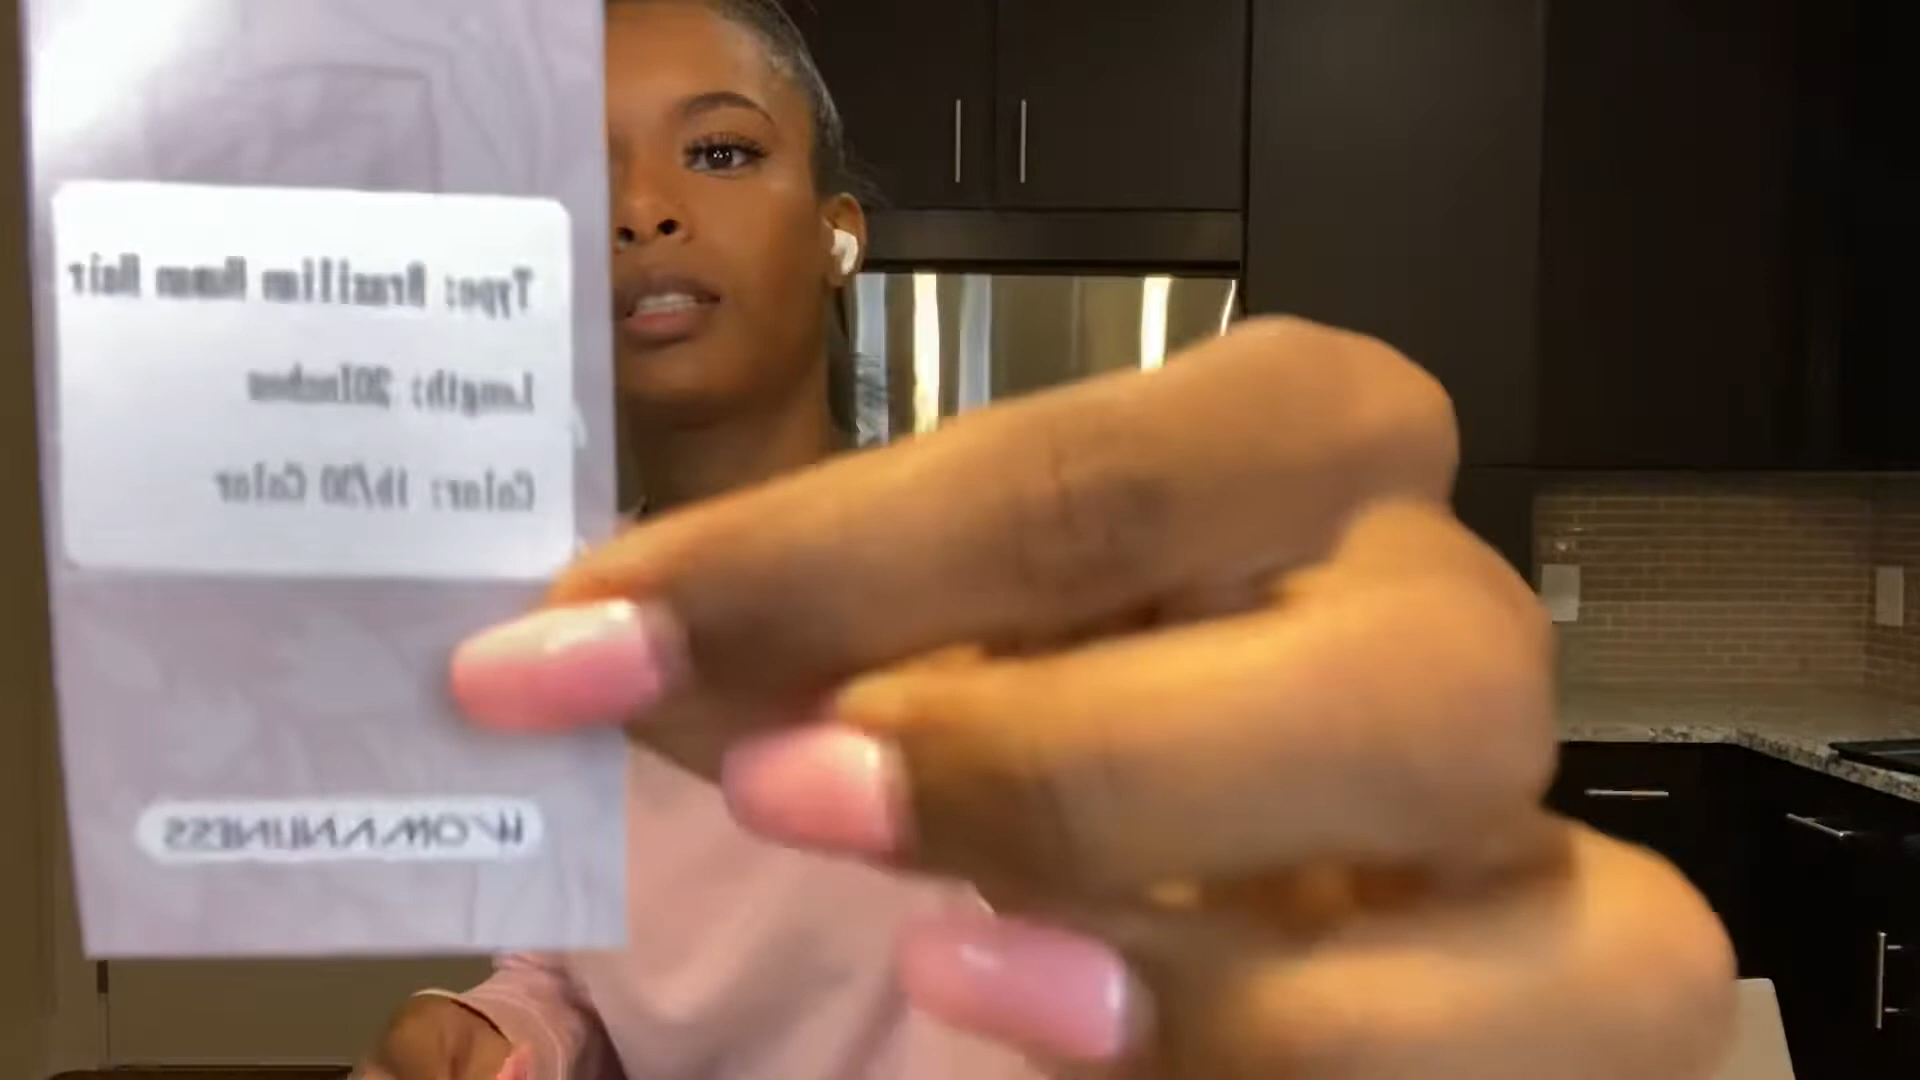 Type: Brazilian Human Hair
Length: 20Inches
Color: 1b/30 Color
WOMANLINESS